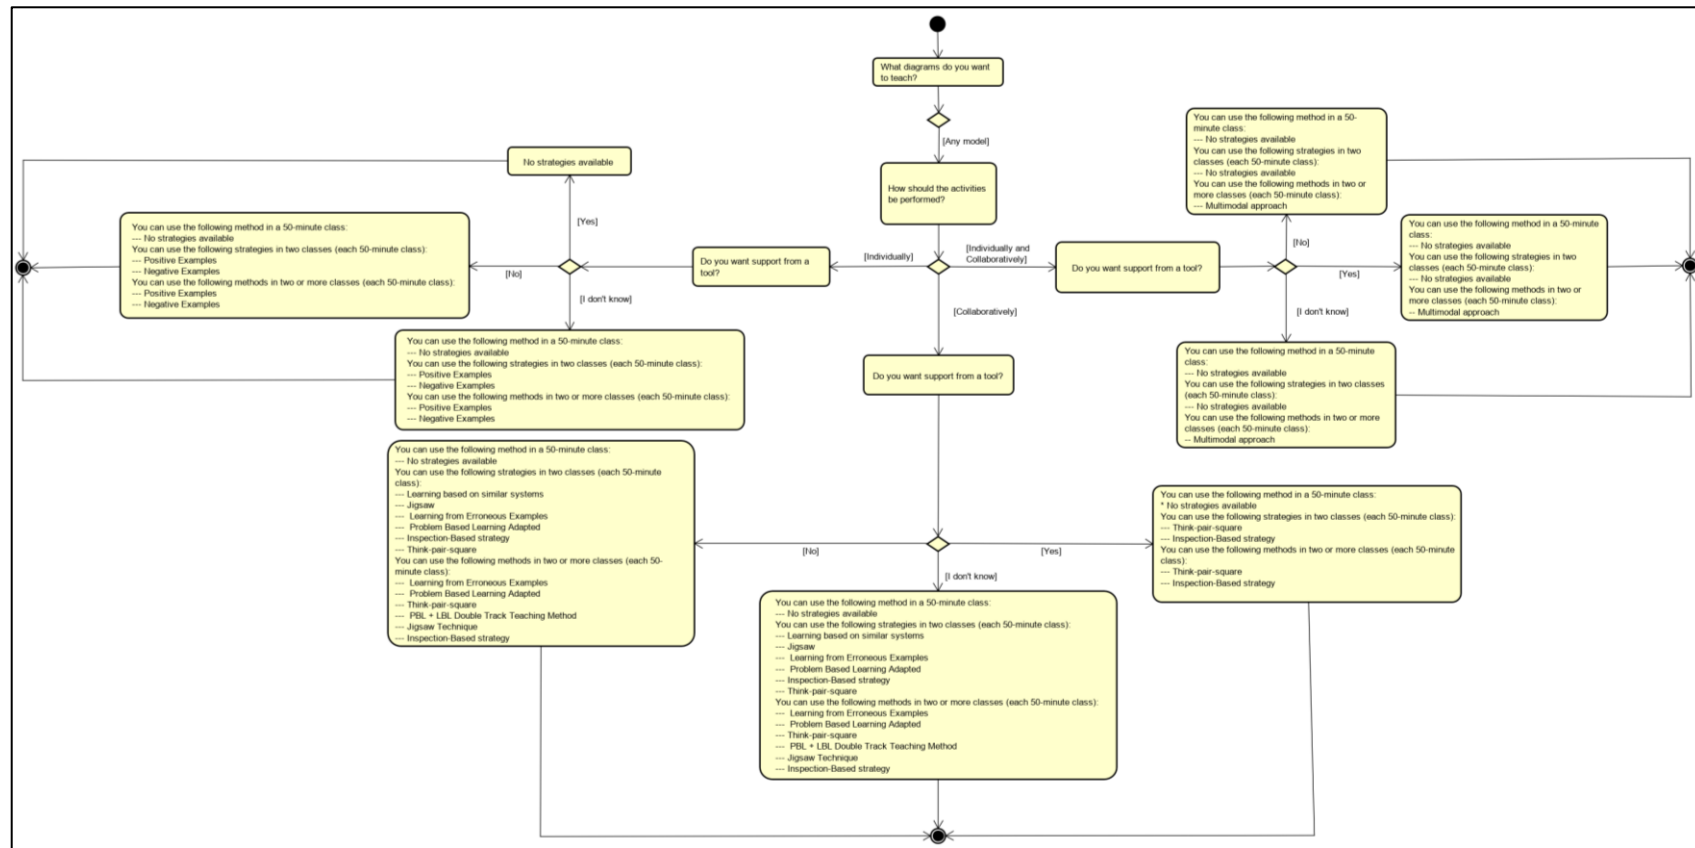 What diagrams do you want
to teach?
[Any model]
How should the activities
be performed?
[Individually]
[Individually and
Collaboratively]
[Collaboratively]
Do you want support from a
tool?
[Yes]
No strategies available
[No]
You can use the following method in a 50-minute class:
--- No strategies available
You can use the following strategies in two classes (each 50-minute class):
--- Positive Examples
--- Negative Examples
You can use the following methods in two or more classes (each 50-minute class):
--- Positive Examples
--- Negative Examples
[I don't know]
You can use the following method in a 50-minute class:
--- No strategies available
You can use the following strategies in two classes (each 50-minute class):
--- Positive Examples
--- Negative Examples
You can use the following methods in two or more classes (each 50-minute class):
--- Positive Examples
--- Negative Examples
Do you want support from a tool?
[No]
You can use the following method in a 50-
minute class:
--- No strategies available
You can use the following strategies in two
classes (each 50-minute class):
--- No strategies available
You can use the following methods in two or
more classes (each 50-minute class):
--- Multimodal approach
[Yes]
You can use the following method in a 50-minute
class:
--- No strategies available
You can use the following strategies in two
classes (each 50-minute class):
--- No strategies available
You can use the following methods in two or
more classes (each 50-minute class):
-- Multimodal approach
[I don't know]
You can use the following method in a 50-minute
class:
--- No strategies available
You can use the following strategies in two classes
(each 50-minute class):
--- No strategies available
You can use the following methods in two or more
classes (each 50-minute class):
-- Multimodal approach
Do you want support from a tool?
[No]
You can use the following method in a 50-minute class:
--- No strategies available
You can use the following strategies in two classes (each 50-minute
class):
--- Learning based on similar systems
--- Jigsaw
--- Learning from Erroneous Examples
--- Problem Based Learning Adapted
--- Inspection-Based strategy
--- Think-pair-square
You can use the following methods in two or more classes (each 50-
minute class):
--- Learning from Erroneous Examples
--- Problem Based Learning Adapted
--- Think-pair-square
--- PBL + LBL Double Track Teaching Method
--- Jigsaw Technique
--- Inspection-Based strategy
[I don't know]
You can use the following method in a 50-minute class:
--- No strategies available
You can use the following strategies in two classes (each 50-minute class):
--- Learning based on similar systems
--- Jigsaw
--- Learning from Erroneous Examples
--- Problem Based Learning Adapted
--- Inspection-Based strategy
--- Think-pair-square
You can use the following methods in two or more classes (each 50-minute class):
--- Learning from Erroneous Examples
--- Problem Based Learning Adapted
--- Think-pair-square
--- PBL + LBL Double Track Teaching Method
--- Jigsaw Technique
--- Inspection-Based strategy
[Yes]
You can use the following method in a 50-minute class:
* No strategies available
You can use the following strategies in two classes (each 50-minute class):
--- Think-pair-square
--- Inspection-Based strategy
You can use the following methods in two or more classes (each 50-minute
class):
--- Think-pair-square
--- Inspection-Based strategy